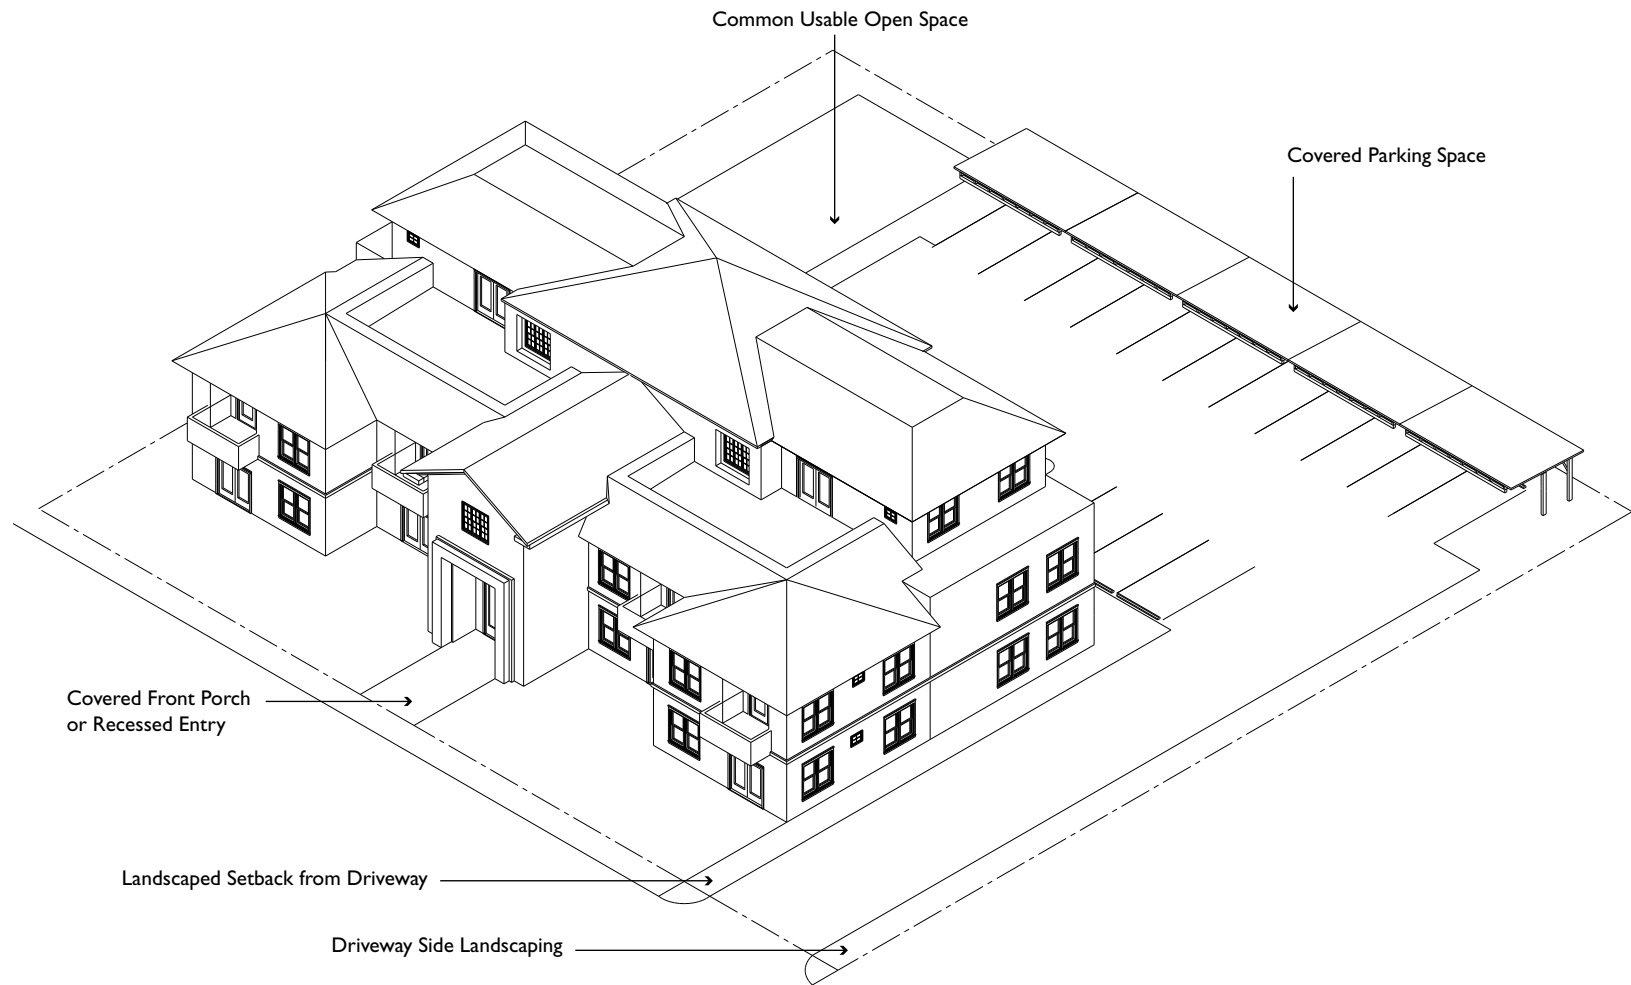 Common Usable Open Space
Covered Parking Space
Covered Front Porch
or Recessed Entry
Landscaped Setback from Driveway
Driveway Side Landscaping